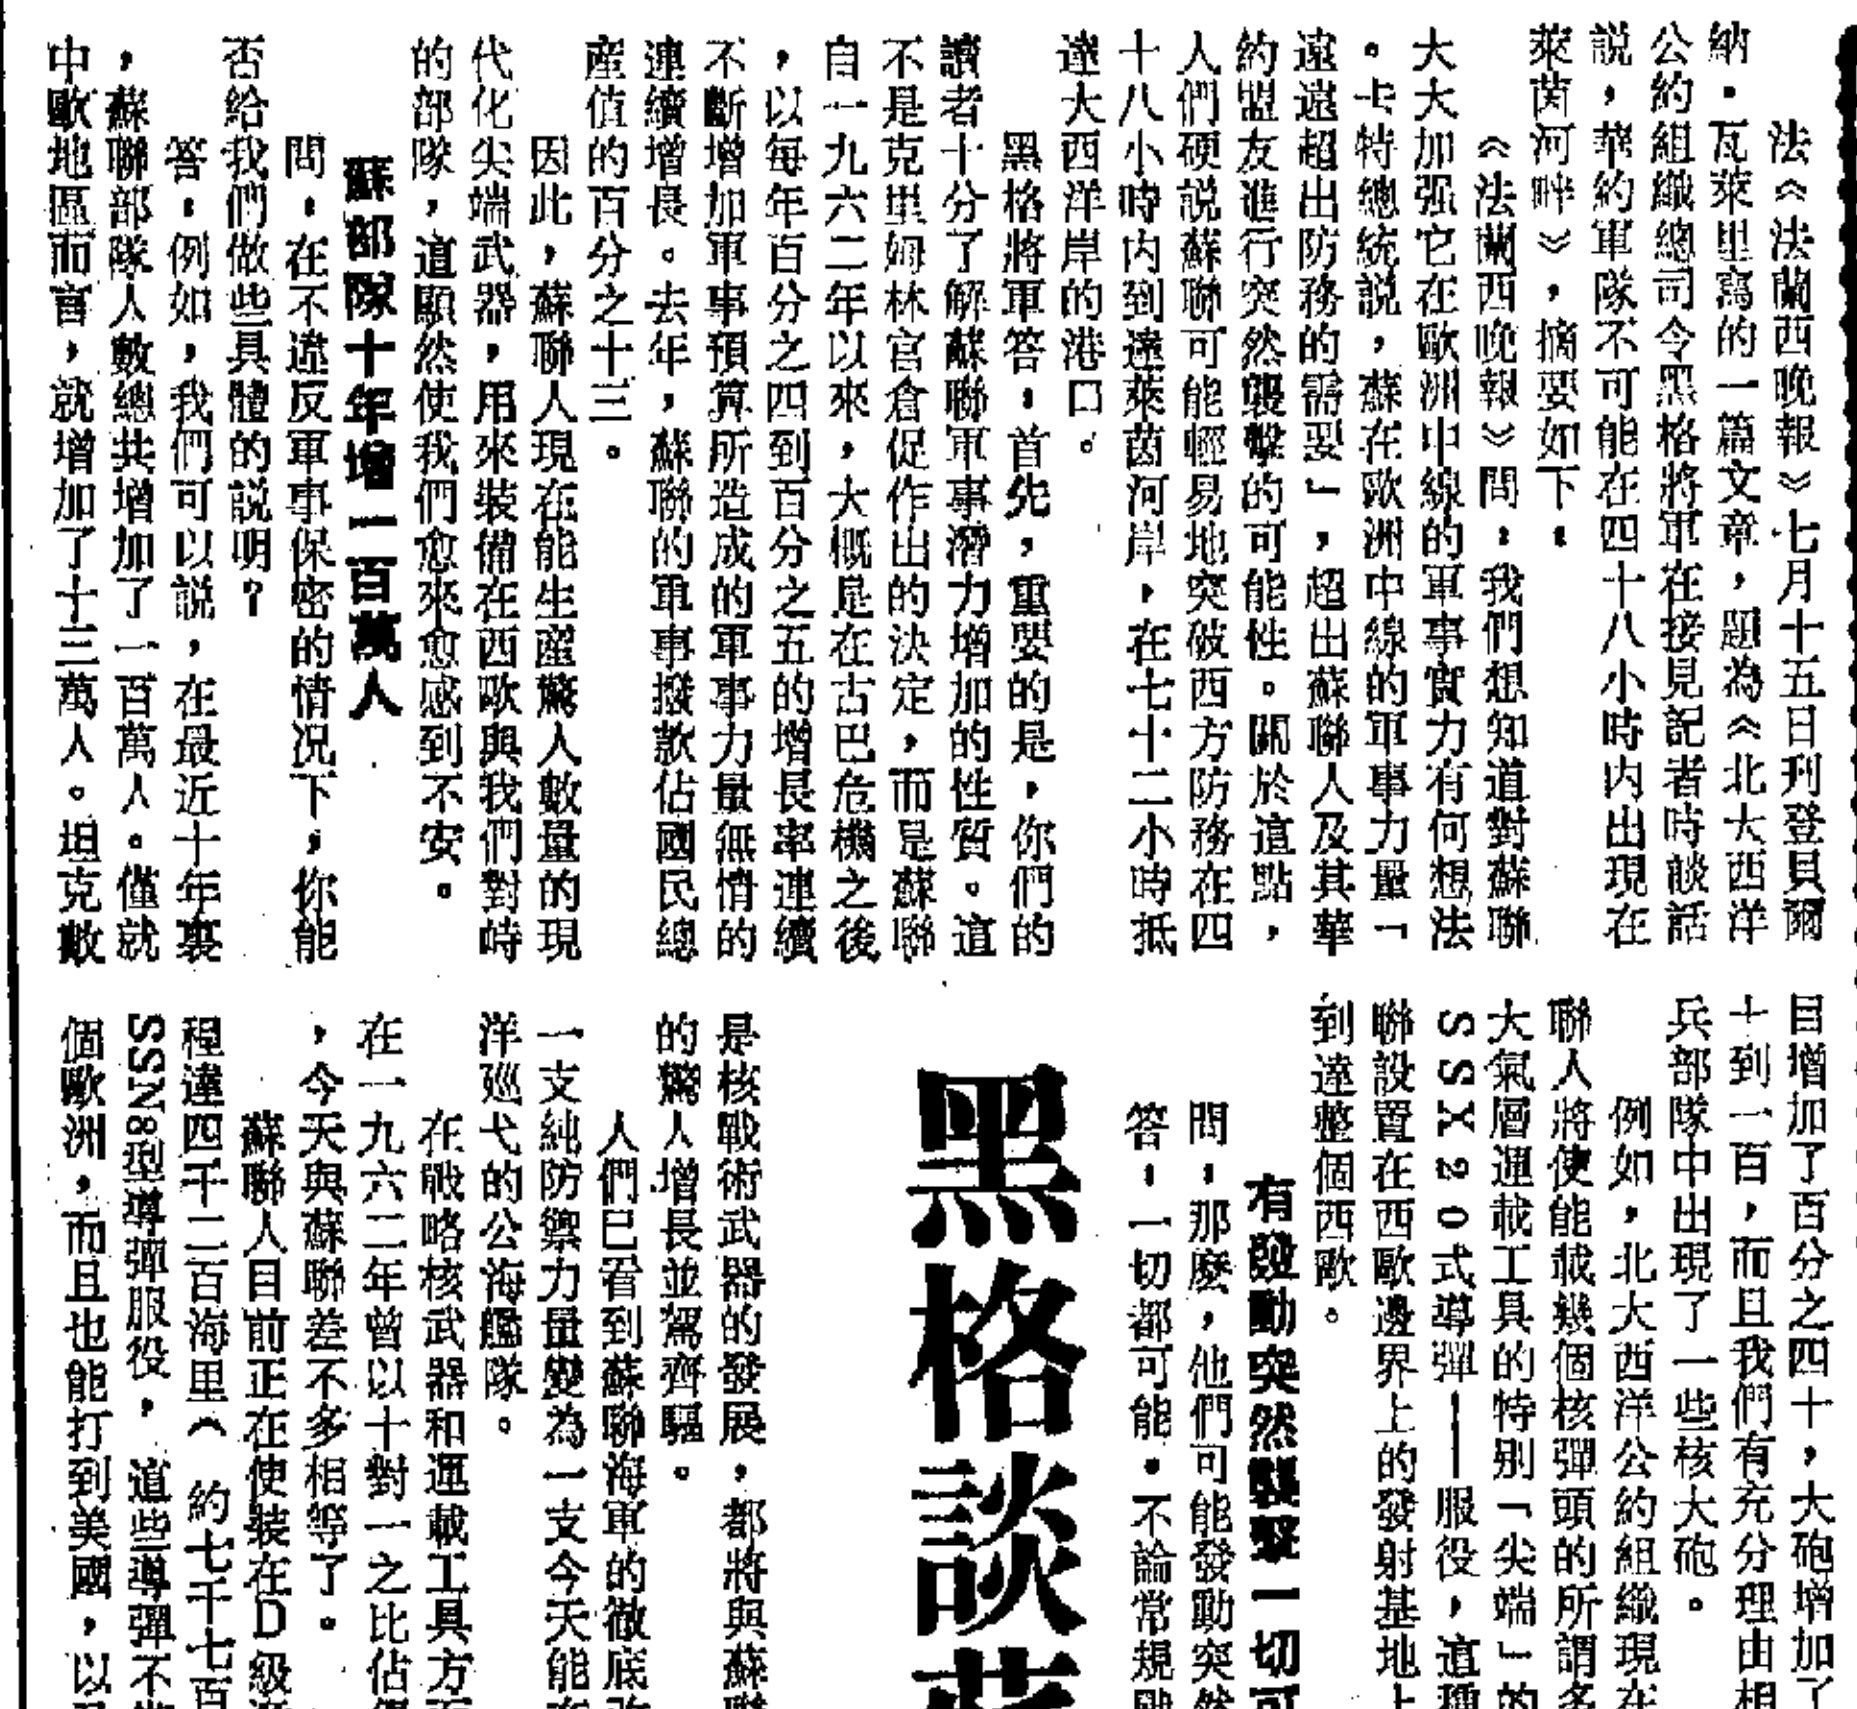 法《法蘭西晚報》七月十五日刋登貝爾
納·瓦萊里寫的一篇文章，題為《北大西洋
公約組織總司令黑格將軍在接見記者時談話
説，華約軍隊不可能在四十八小時内出現在
萊茵河畔》，摘要如下：
《法蘭西晚報》問：我們想知道對蘇聯
大大加强它在歐洲中線的軍事實力有何想法
。卡特總統説，蘇在歐洲中線的軍事力量「
遠遠超出防務的需要」，超出蘇聯人及其華
約盟友進行突然襲擊的可能性。關於這點，
人們硬説蘇聯可能輕易地突破西方防務在四
十八小時内到達萊茵河岸，在七十二小時抵
達大西洋岸的港口。
黑格將軍答：首先，重要的是，你們的
讀者十分了解蘇聯軍事潛力增加的性質。這
不是克里姆林宮倉促作出的決定，而是蘇聯
自一九六二年以來，大概是在古巴危機之後
，以每年百分之四到百分之五的增長率連續
不斷增加軍事預算所造成的軍事力量無情的
連續增長。去年，蘇聯的軍事撥款佔國民總
産值的百分之十三。
因此，蘇聯人現在能生産驚人數量的現
代化尖端武器，用來裝備在西歐與我們對峙
的部隊，這顯然使我們愈來愈感到不安。
蘇部隊十年增一百萬人
問：在不違反軍事保密的情况下，你能
否給我們做些具體的説明？
答：例如，我們可以説，在最近十年裏
，蘇聯部隊人數總共增加了一百萬人。僅就
中歐地區而言，就增加了十三萬人。坦克數
目增加了百分之四十，大砲增加了
十到一百，而且我們有充分理由相
兵部隊中出現了一些核大砲。
例如，北大西洋公約組織現在
聯人將使能載幾個核彈頭的所謂多
大氣層運載工具的特别「尖端」的
SSX20式導彈——服役，這種
聯設置在西歐邊界上的發射基地上
到達整個西歐。
有發動突然襲擊一切可
問：那麽，他們可能發動突然
答：一切都可能。不論常規戰
黑格談蘇
是核戰術武器的發展，都將與蘇聯
的驚人增長並駕齊驅。
人們已看到蘇聯海軍的徹底改
一支純防禦力量變為一支今天能在
洋巡弋的公海艦隊。
在戰略核武器和運載工具方面
在一九六二年曾以十對一之比佔優
，今天與蘇聯差不多相等了。
蘇聯人目前正在使裝在D級
程達四千二百海里（約七千七百
SSN8型導彈服役，這些導彈不
個歐洲，而且也能打到美國，以